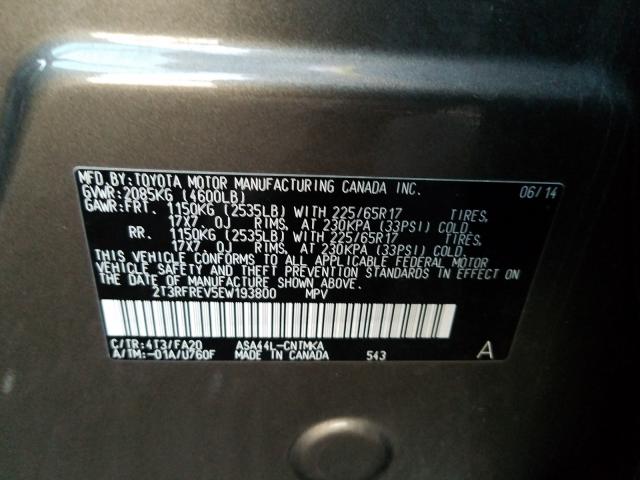 MFD.BY:TOYOTA MOTOR MANUFACTURING CANADA INC. 06/14
GVWR:2085KG (4600LB)
GAWR:FRT. 1150KG (2535LB) WITH 225/65R17 TIRES,
17X7.0J RIMS, AT 230KPA (33PSI) COLD
RR. 1150KG (2535LB) WITH 225/65R17 TIRES,
17X7.0J RIMS, AT 230KPA (33PSI) COLD
THIS VEHICLE CONFORMS TO ALL APPLICABLE FEDERAL MOTOR
VEHICLE SAFETY AND THEFT PREVENTION STANDARDS IN EFFECT ON
THE DATE OF MANUFACTURE SHOWN ABOVE.
2T3RFREV5EW193800 MPV
C/TR:4T3/FA20 ASA44L-CNTMKA
A/TM:-01A/U760F MADE IN CANADA 543 A